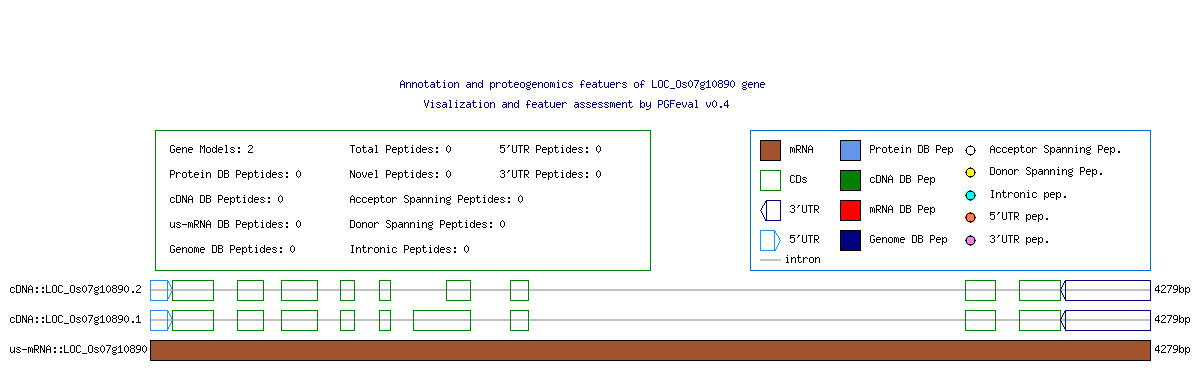 Annotation and proteogenomics featuers of LOC_Os07g10890 gene
Visalization and featuer assessment by PGFeval v0.4
Gene Models: 2 Total Peptides: 0 5'UTR Peptides: 0
Protein DB Peptides: 0 Novel Peptides: 0 3'UTR Peptides: 0
cDNA DB Peptides: 0 Acceptor Spanning Peptides: 0
us-mRNA DB Peptides: 0 Donor Spanning Peptides: 0
Genome DB Peptides: 0 Intronic Peptides: 0
mRNA Protein DB Pep Acceptor Spanning Pep.
CDs cDNA DB Pep Donor Spanning Pep.
3'UTR mRNA DB Pep Intronic pep.
5'UTR Genome DB Pep 5'UTR pep.
intron 3'UTR pep.
cDNA::LOC_Os07g10890.2 4279bp
cDNA::LOC_Os07g10890.1 4279bp
us-mRNA::LOC_Os07g10890 4279bp